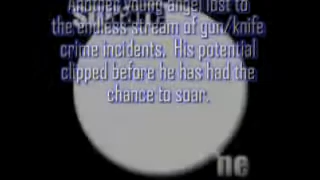 Another young angel lost to
the endless stream of gun/knife
crime incidents. His potential
clipped before he has had the
chance to soar.
ne